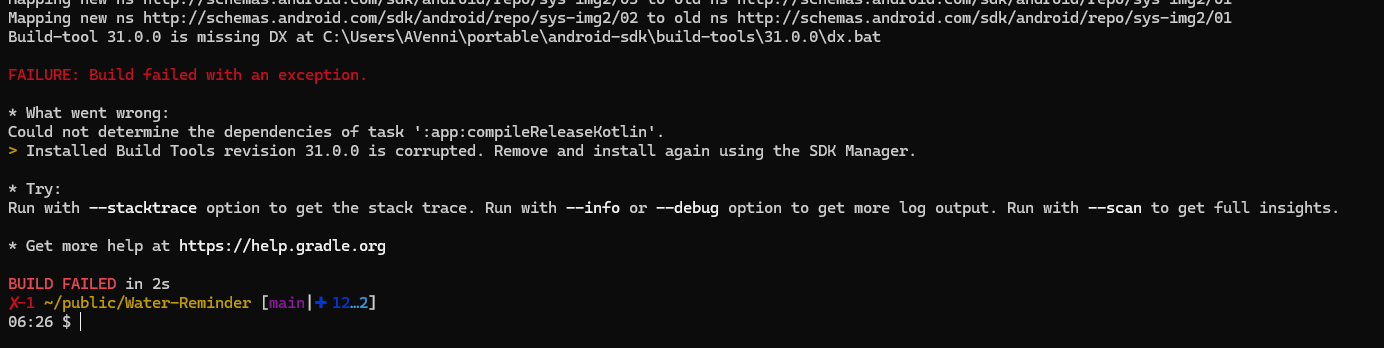 Mapping new ns http://schemas.android.com/sdk/android/repo/sys-img2/03 to old ns http://schemas.android.com/sdk/android/repo/sys-img2/01
Mapping new ns http://schemas.android.com/sdk/android/repo/sys-img2/02 to old ns http://schemas.android.com/sdk/android/repo/sys-img2/01
Build-tool 31.0.0 is missing DX at C:\Users\AVenni\portable\android-sdk\build-tools\31.0.0\dx.bat
FAILURE: Build failed with an exception.
* What went wrong:
Could not determine the dependencies of task ':app:compileReleaseKotlin'.
> Installed Build Tools revision 31.0.0 is corrupted. Remove and install again using the SDK Manager.
* Try:
Run with --stacktrace option to get the stack trace. Run with --info or --debug option to get more log output. Run with --scan to get full insights.
* Get more help at https://help.gradle.org
BUILD FAILED in 2s
✘-1 ~/public/Water-Reminder [main|✚ 12…2]
06:26 $